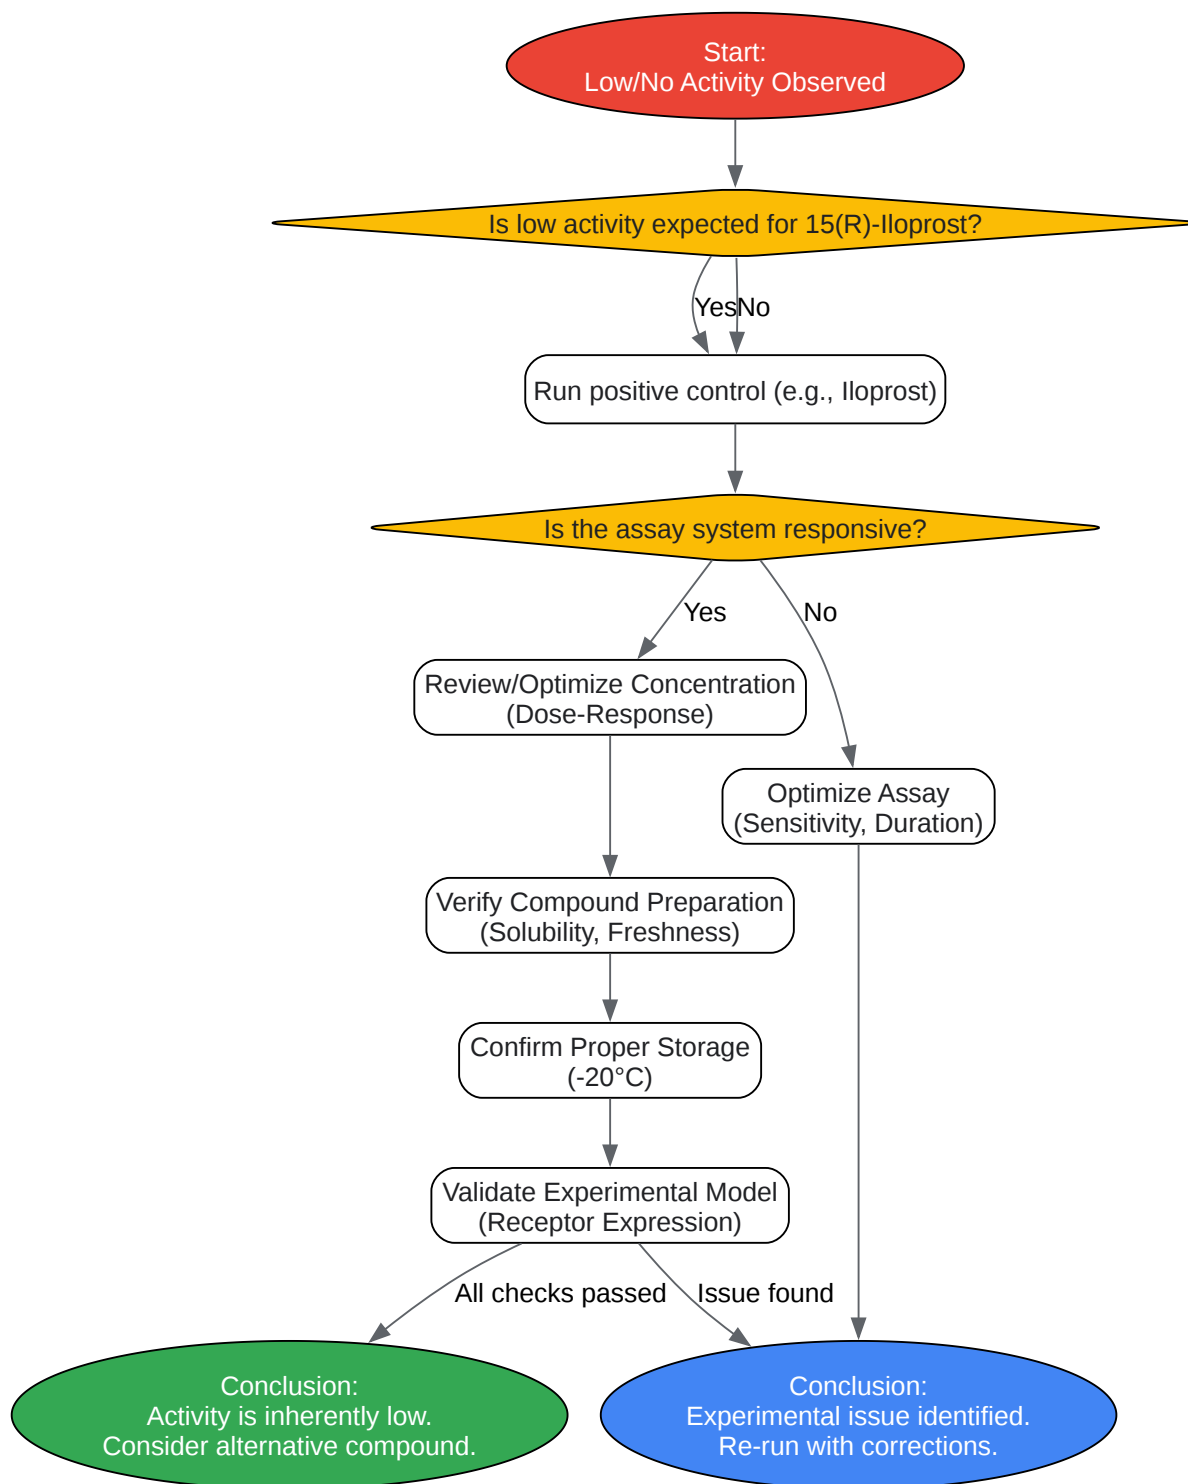 Start:
Low/No Activity Observed
Is low activity expected for 15(R)-Iloprost?
Yes
No
Run positive control (e.g., Iloprost)
Is the assay system responsive?
Yes
No
Review/Optimize Concentration
(Dose-Response)
Optimize Assay
(Sensitivity, Duration)
Verify Compound Preparation
(Solubility, Freshness)
Confirm Proper Storage
(-20°C)
Validate Experimental Model
(Receptor Expression)
All checks passed
Issue found
Conclusion:
Activity is inherently low.
Consider alternative compound.
Conclusion:
Experimental issue identified.
Re-run with corrections.